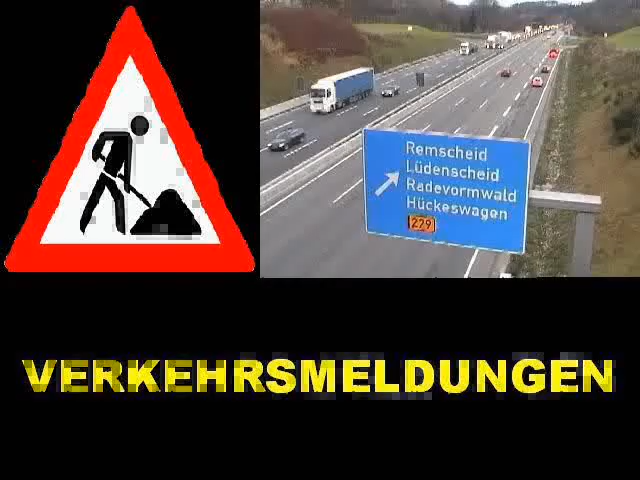 Remscheid
Lüdenscheid
Radevormwald
Hückeswagen
229
VERKEHRSMELDUNGEN